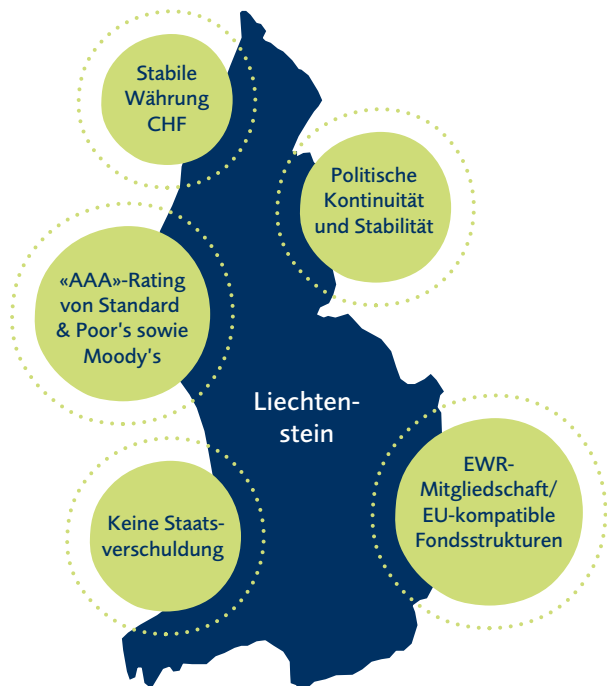 Stabile
Währung
CHF
Politische
Kontinuität
und Stabilität
«AAA»-Rating
von Standard
& Poor's sowie
Moody's
Liechten-
stein
EWR-
Mitgliedschaft/
EU-kompatible
Fondsstrukturen
Keine Staats-
verschuldung